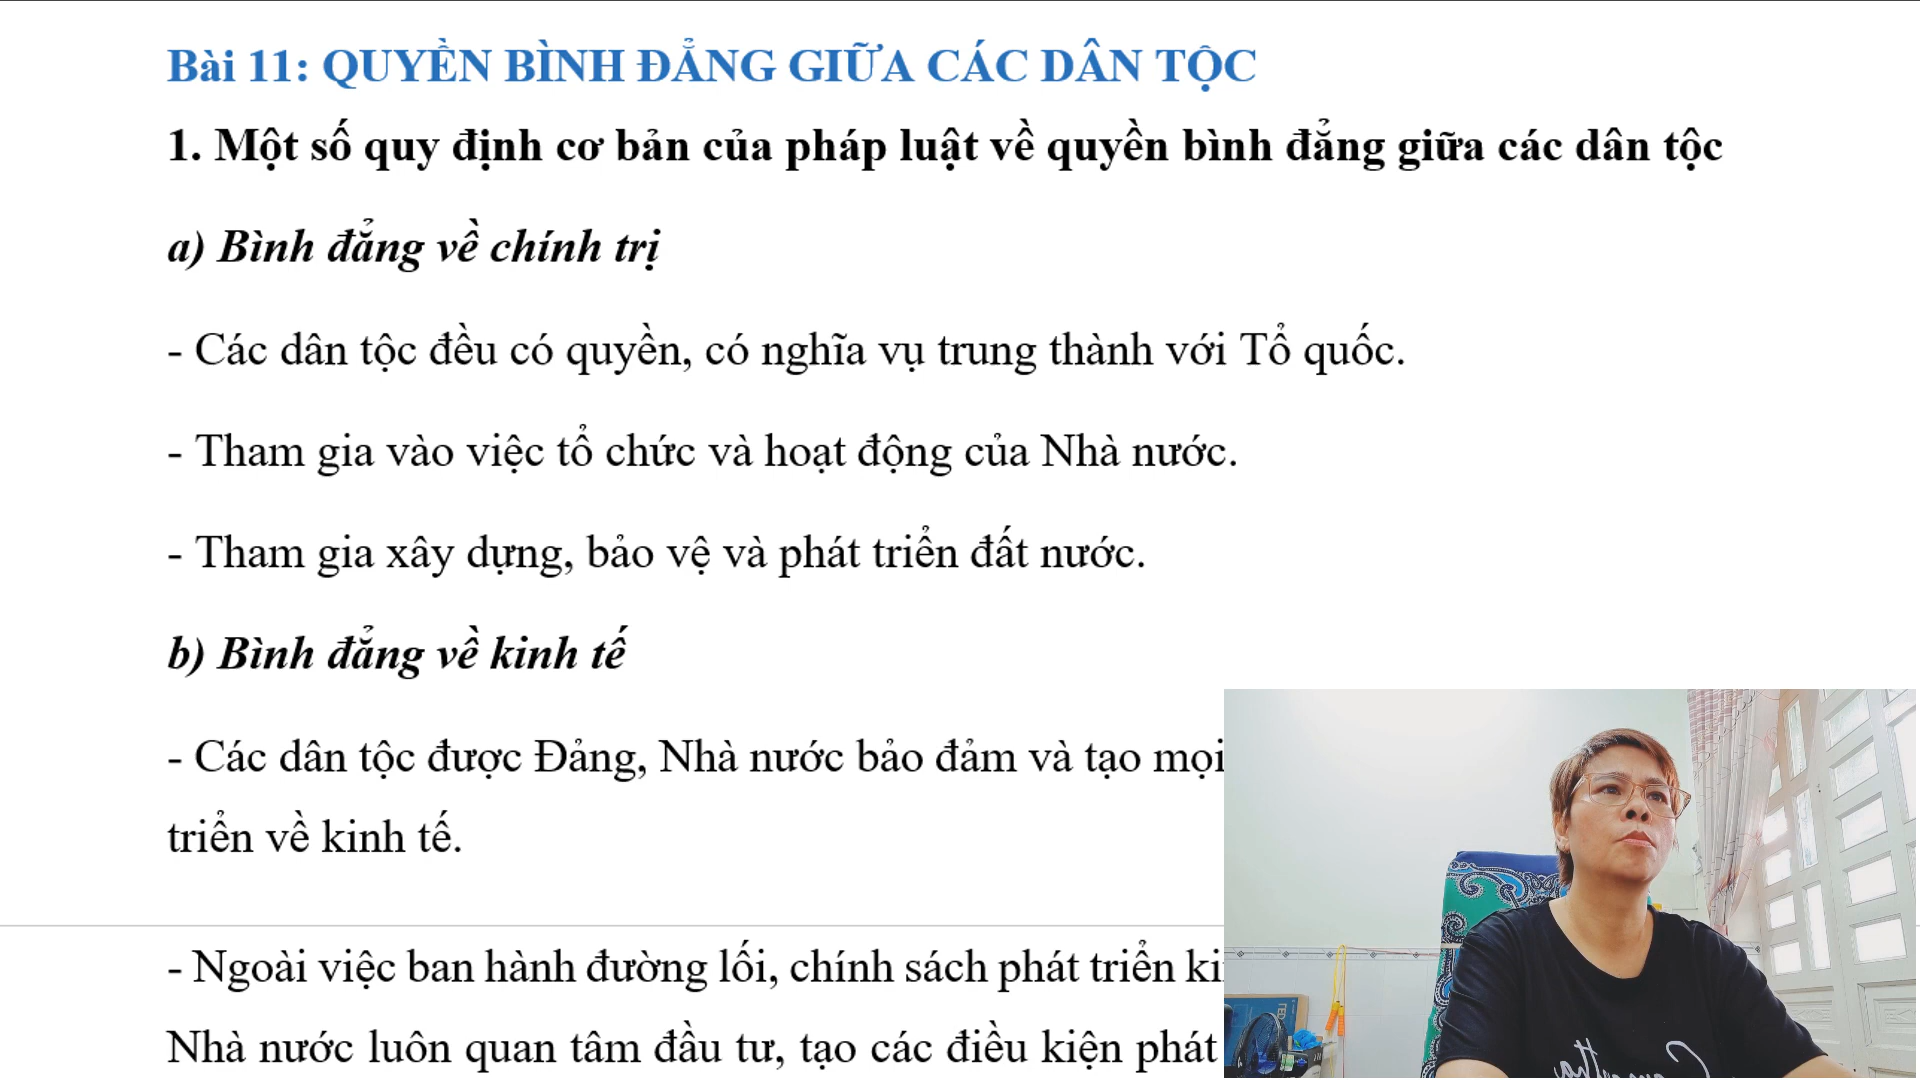 Bài 11: QUYỀN BÌNH ĐẲNG GIỮA CÁC DÂN TỘC
1. Một số quy định cơ bản của pháp luật về quyền bình đẳng giữa các dân tộc
a) Bình đẳng về chính trị
- Các dân tộc đều có quyền, có nghĩa vụ trung thành với Tổ quốc.
- Tham gia vào việc tổ chức và hoạt động của Nhà nước.
- Tham gia xây dựng, bảo vệ và phát triển đất nước.
b) Bình đẳng về kinh tế
- Các dân tộc được Đảng, Nhà nước bảo đảm và tạo mọi
triển về kinh tế.
- Ngoài việc ban hành đường lối, chính sách phát triển
Nhà nước luôn quan tâm đầu tư, tạo các điều kiện phát